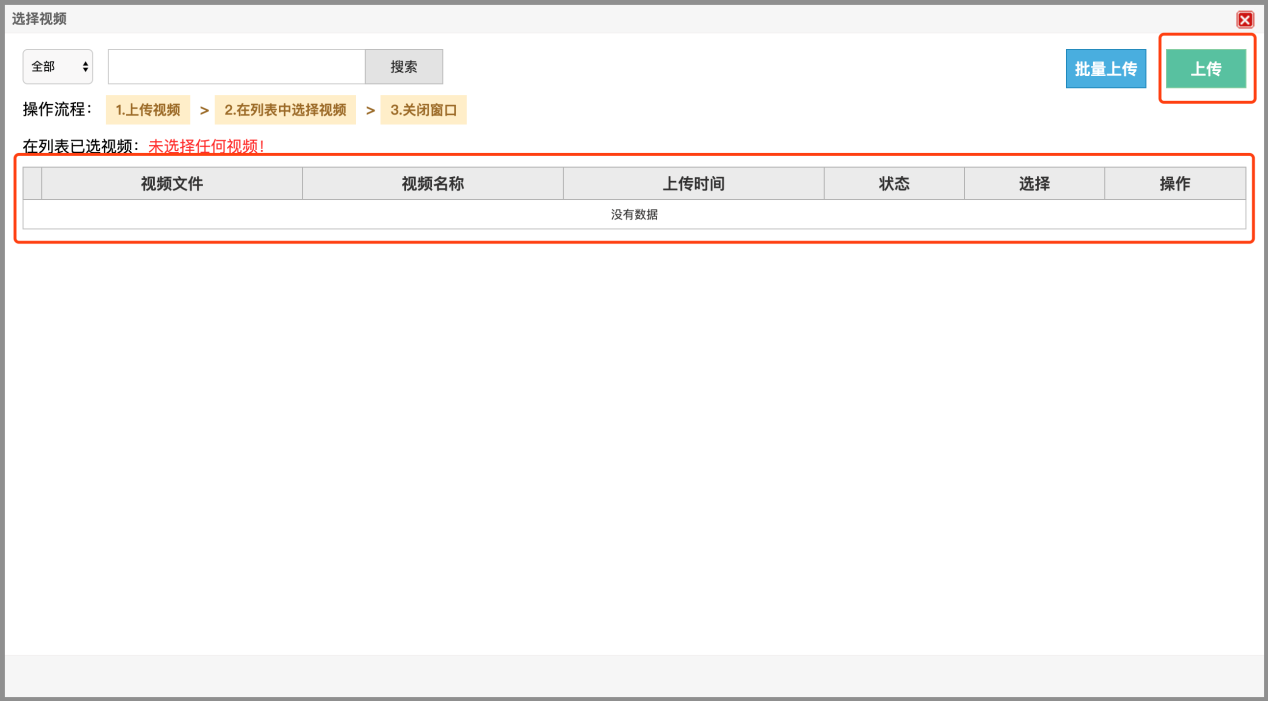 选择视频
全部 搜索 批量上传 上传
操作流程： 1.上传视频 > 2.在列表中选择视频 > 3.关闭窗口
在列表已选视频：未选择任何视频！
视频文件 视频名称 上传时间 状态 选择 操作
没有数据